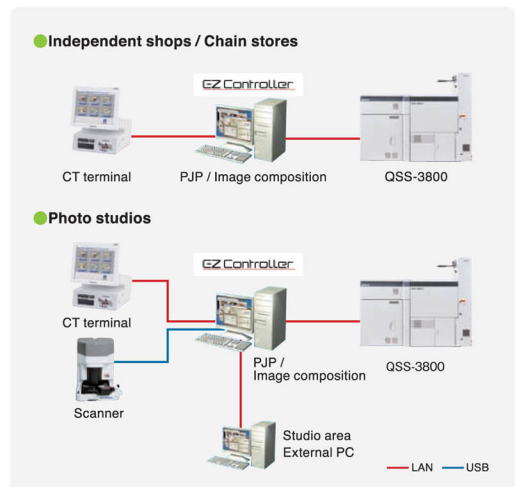 Independent shops / Chain stores
EZ Controller
CT terminal
PJP / Image composition
QSS-3800
Photo studios
EZ Controller
CT terminal
PJP /
Image composition
QSS-3800
Scanner
Studio area
External PC
LAN
USB